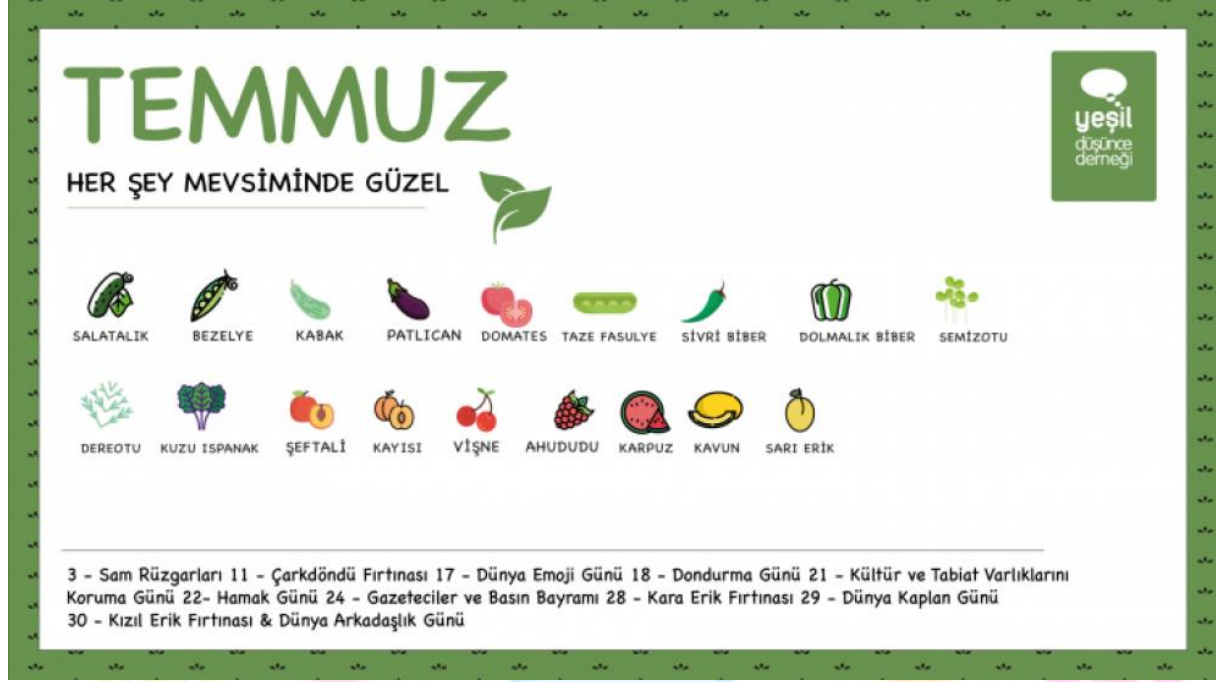 TEMMUZ
HER ŞEY MEVSİMİNDE GÜZEL
yeşil
düşünce
derneği
SALATALIK BEZELYE KABAK PATLICAN DOMATES TAZE FASULYE SİVRİ BİBER DOLMALIK BİBER SEMİZOTU
DEREOTU KUZU ISPANAK ŞEFTALİ KAYISI VİŞNE AHUDUDU KARPUZ KAVUN SARI ERİK
3 - Sam Rüzgarları 11 - Çarkdöndü Fırtınası 17 - Dünya Emoji Günü 18 - Dondurma Günü 21 - Kültür ve Tabiat Varlıklarını
Koruma Günü 22- Hamak Günü 24 - Gazeteciler ve Basın Bayramı 28 - Kara Erik Fırtınası 29 - Dünya Kaplan Günü
30 - Kızıl Erik Fırtınası & Dünya Arkadaşlık Günü